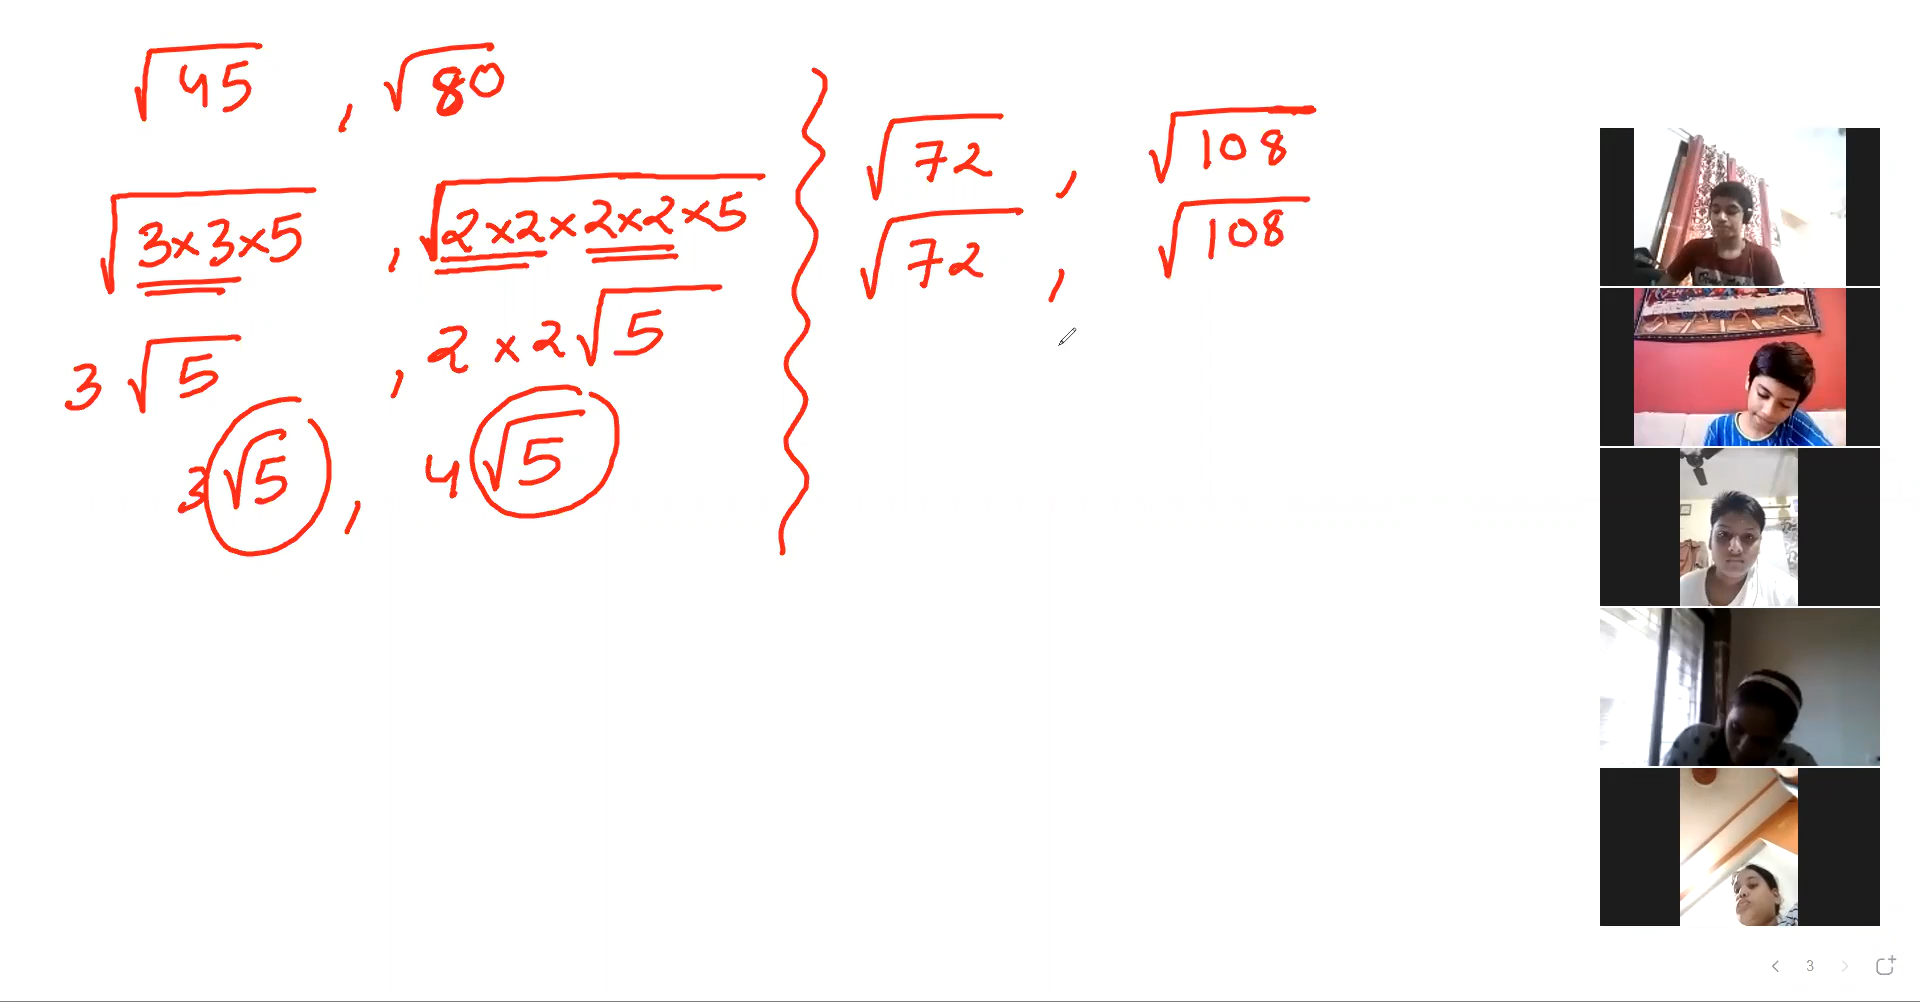 √45 , √80
√3×3×5 , √2×2×2×2×5
3√5 , 2×2√5
3√5 , 4√5
√72 , √108
√72 , √108
3